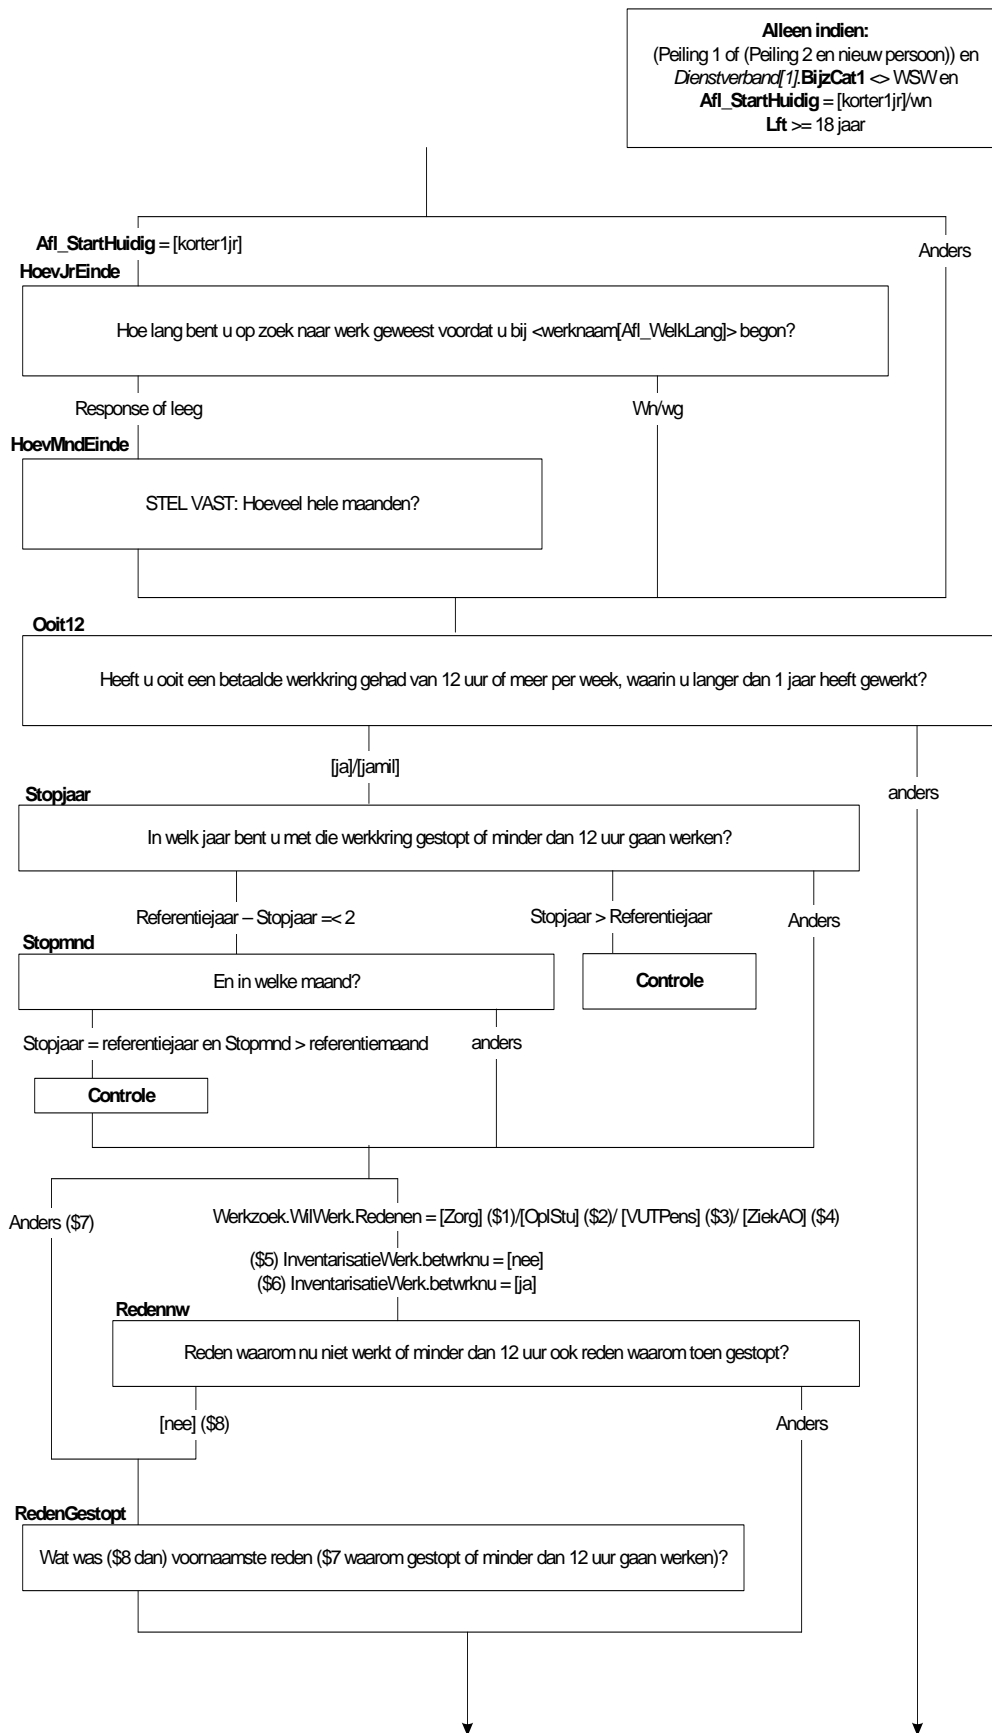 Alleen indien:
(Peiling 1 of (Peiling 2 en nieuw persoon)) en
Dienstverband[1].BijzCat1 <> WSW en
Afl_StartHuidig = [korter1jr]/wn
Lft >= 18 jaar
Afl_StartHuidig = [korter1jr]
Anders
HoevJrEinde
Hoe lang bent u op zoek naar werk geweest voordat u bij <werknaam[Afl_WelkLang]> begon?
Response of leeg
Wn/wg
HoevMndEinde
STEL VAST: Hoeveel hele maanden?
Ooit12
Heeft u ooit een betaalde werkkring gehad van 12 uur of meer per week, waarin u langer dan 1 jaar heeft gewerkt?
[ja]/[jamil]
anders
Stopjaar
In welk jaar bent u met die werkkring gestopt of minder dan 12 uur gaan werken?
Referentiejaar – Stopjaar =< 2
Stopjaar > Referentiejaar
Anders
Stopmnd
En in welke maand?
Controle
Stopjaar = referentiejaar en Stopmnd > referentiemaand
anders
Controle
Anders ($7)
Werkzoek.WilWerk.Redenen = [Zorg] ($1)/[OplStu] ($2)/ [VUTPens] ($3)/ [ZiekAO] ($4)
($5) InventarisatieWerk.betwrknu = [nee]
($6) InventarisatieWerk.betwrknu = [ja]
Redennw
Reden waarom nu niet werkt of minder dan 12 uur ook reden waarom toen gestopt?
[nee] ($8)
Anders
RedenGestopt
Wat was ($8 dan) voornaamste reden ($7 waarom gestopt of minder dan 12 uur gaan werken)?